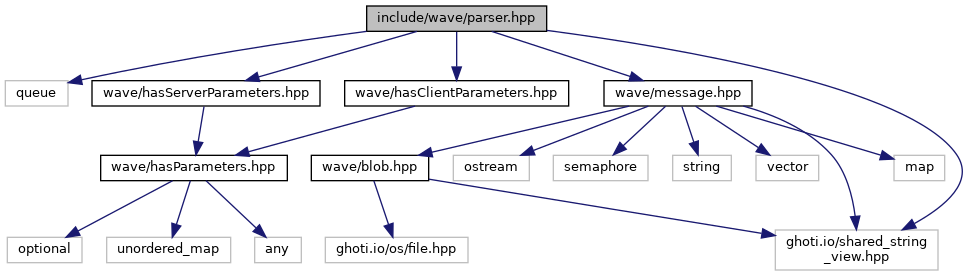 include/wave/parser.hpp
queue
wave/hasServerParameters.hpp
wave/hasClientParameters.hpp
wave/message.hpp
wave/hasParameters.hpp
wave/blob.hpp
ostream
semaphore
string
vector
map
optional
unordered_map
any
ghoti.io/os/file.hpp
ghoti.io/shared_string
_view.hpp